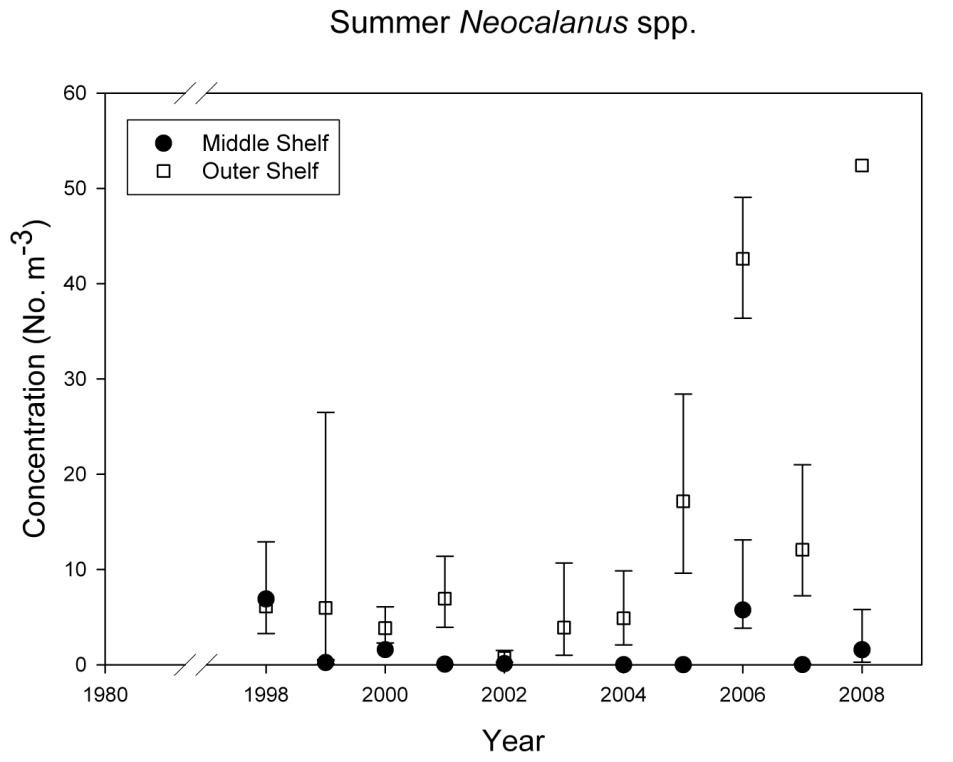 Summer Neocalanus spp.
60
Middle Shelf
Outer Shelf
50
40
30
20
10
0
Concentration (No. m-3)
1980
1998
2000
2002
2004
2006
2008
Year